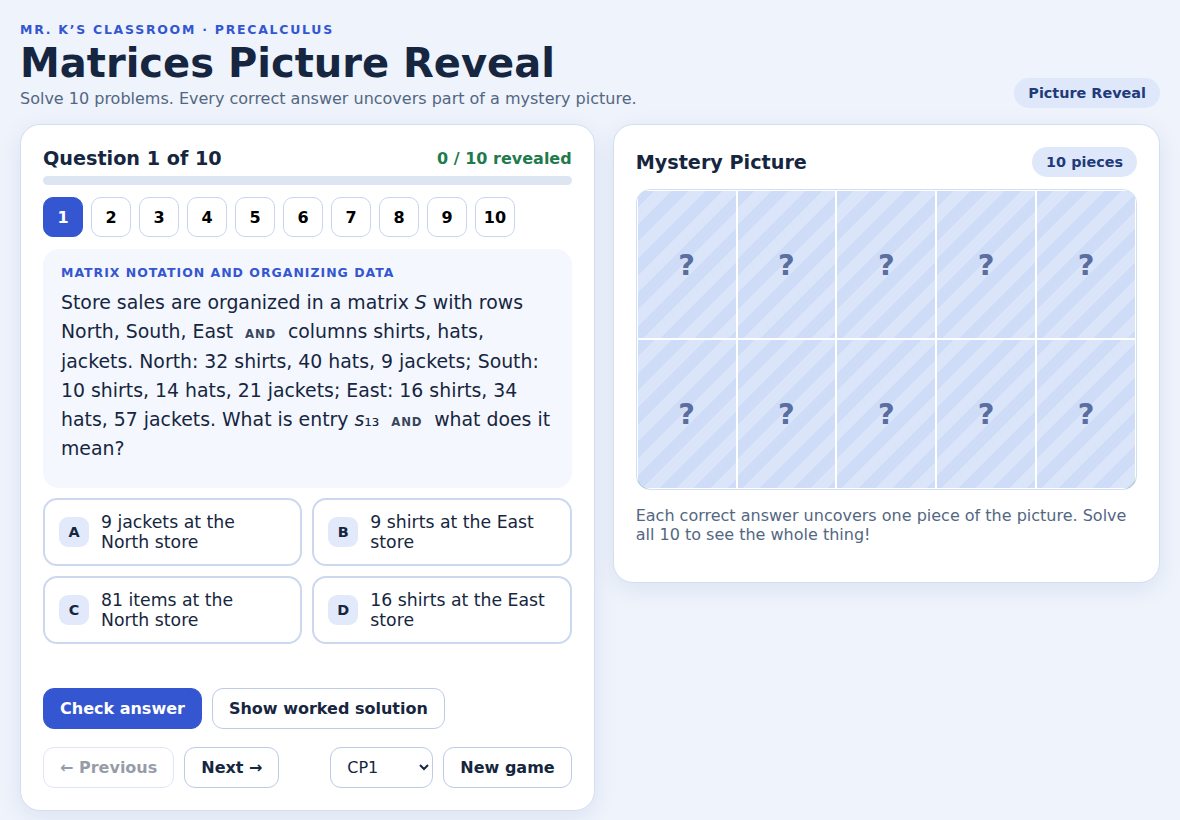 MR. K’S CLASSROOM · PRECALCULUS
Matrices Picture Reveal
Solve 10 problems. Every correct answer uncovers part of a mystery picture.
Picture Reveal
Question 1 of 10
0 / 10 revealed
1 2 3 4 5 6 7 8 9 10
MATRIX NOTATION AND ORGANIZING DATA
Store sales are organized in a matrix S with rows
North, South, East AND columns shirts, hats,
jackets. North: 32 shirts, 40 hats, 9 jackets; South:
10 shirts, 14 hats, 21 jackets; East: 16 shirts, 34
hats, 57 jackets. What is entry s₁₃ AND what does it
mean?
A 9 jackets at the
North store
B 9 shirts at the East
store
C 81 items at the
North store
D 16 shirts at the East
store
Check answer
Show worked solution
← Previous
Next →
CP1
New game
Mystery Picture
10 pieces
? ? ? ? ?
? ? ? ? ?
Each correct answer uncovers one piece of the picture. Solve
all 10 to see the whole thing!